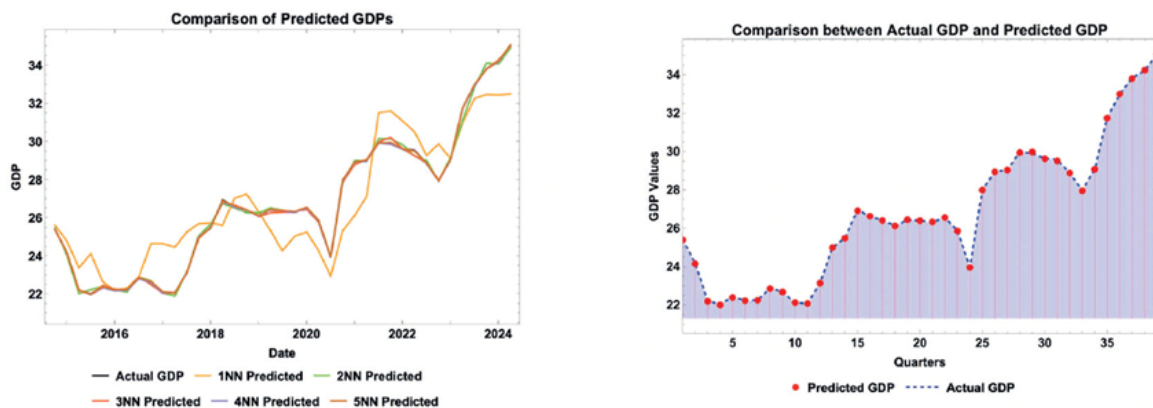 Comparison of Predicted GDPs
34
32
30
28
26
24
22
GDP
2016 2018 2020 2022 2024
Date
Actual GDP 1NN Predicted 2NN Predicted
3NN Predicted 4NN Predicted 5NN Predicted
Comparison between Actual GDP and Predicted GDP
34
32
30
28
26
24
22
GDP Values
5 10 15 20 25 30 35
Quarters
Predicted GDP Actual GDP